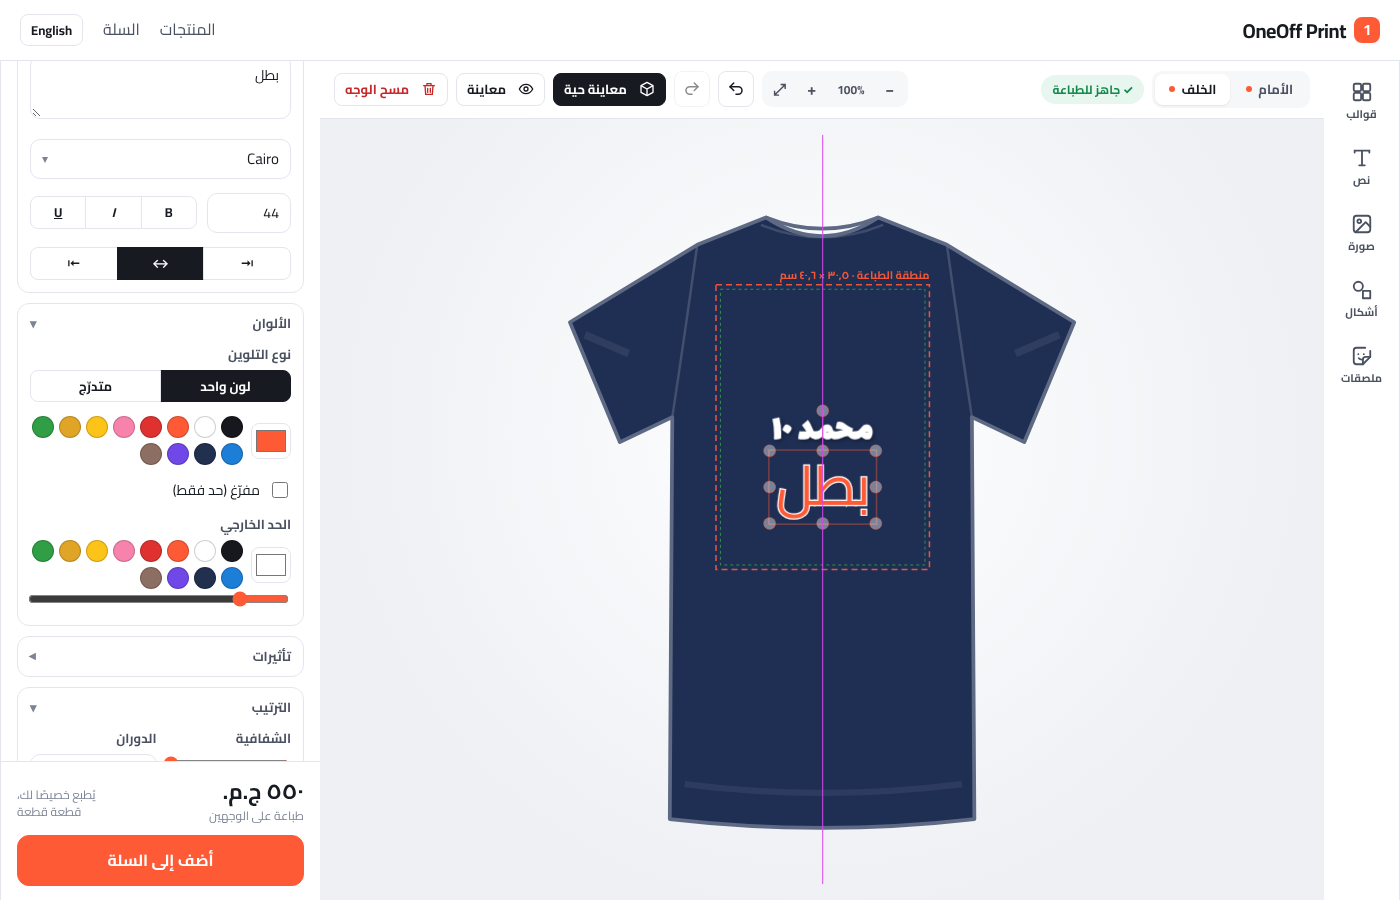 1 OneOff Print
المنتجات
السلة
English
الأمام
الخلف
✓ جاهز للطباعة
−
100%
+
معاينة حية
معاينة
مسح الوجه
قوالب
نص
صورة
أشكال
ملصقات
منطقة الطباعة · ٣٠٫٥ × ٤٠٫٦ سم
محمد ١٠
بطل
بطل
Cairo
44
B
I
U
الألوان
نوع التلوين
لون واحد
متدرّج
مفرّغ (حد فقط)
الحد الخارجي
تأثيرات
الترتيب
الشفافية
الدوران
٥٥٠ ج.م.
طباعة على الوجهين
يُطبع خصيصًا لك،
قطعة قطعة
أضف إلى السلة